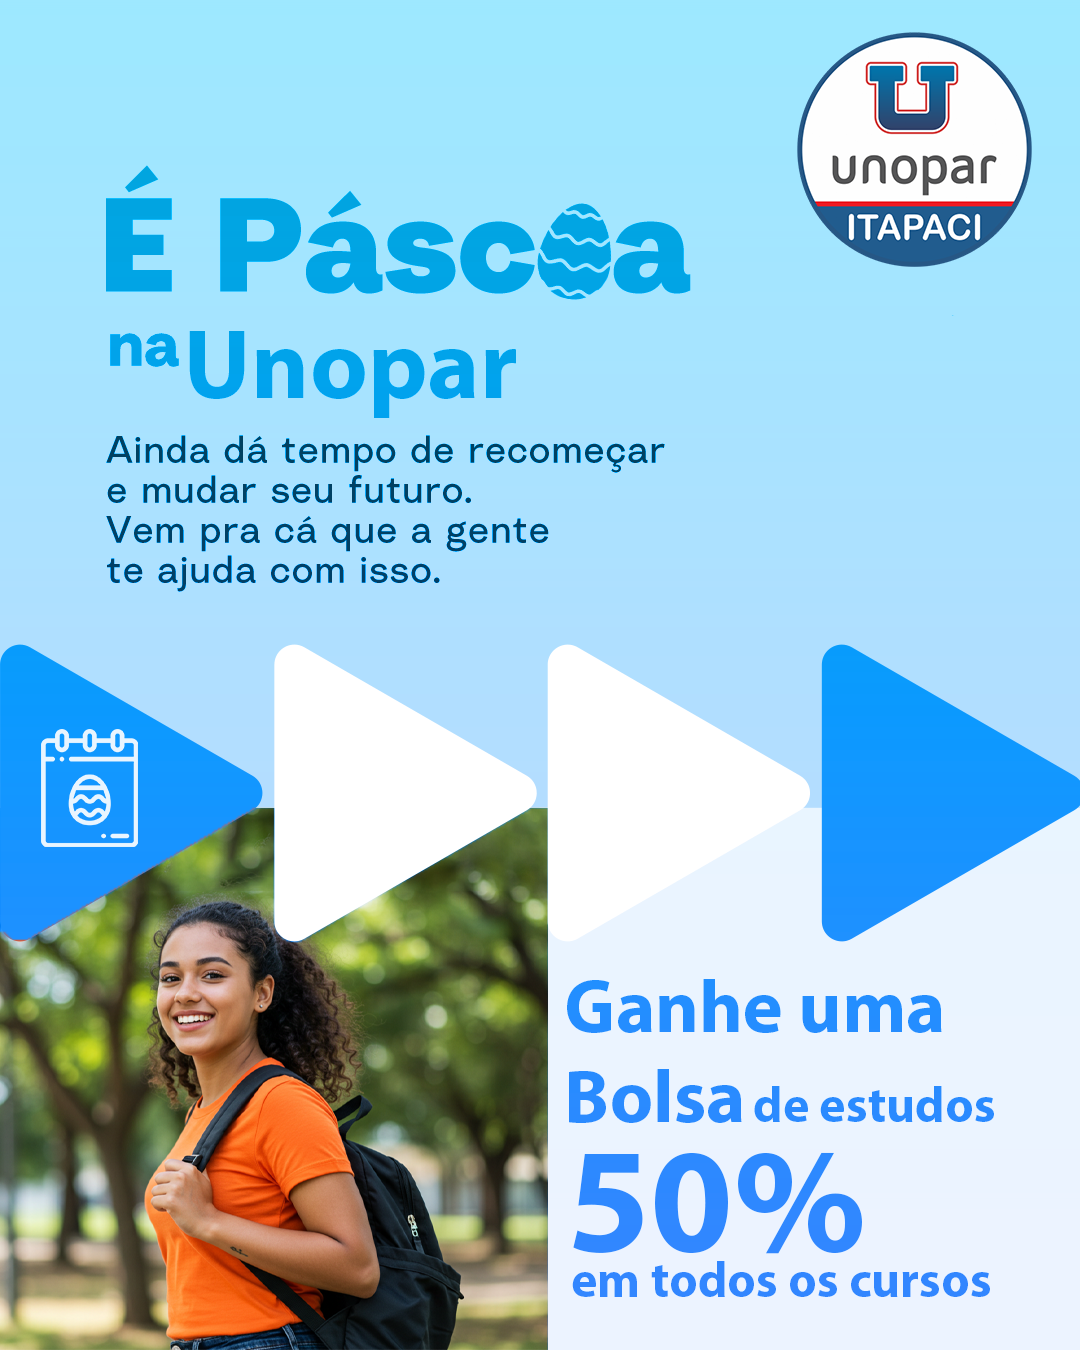 unopar
ITAPACI
É Páscoa
na Unopar
Ainda dá tempo de recomeçar
e mudar seu futuro.
Vem pra cá que a gente
te ajuda com isso.
Ganhe uma
Bolsa de estudos
50%
em todos os cursos